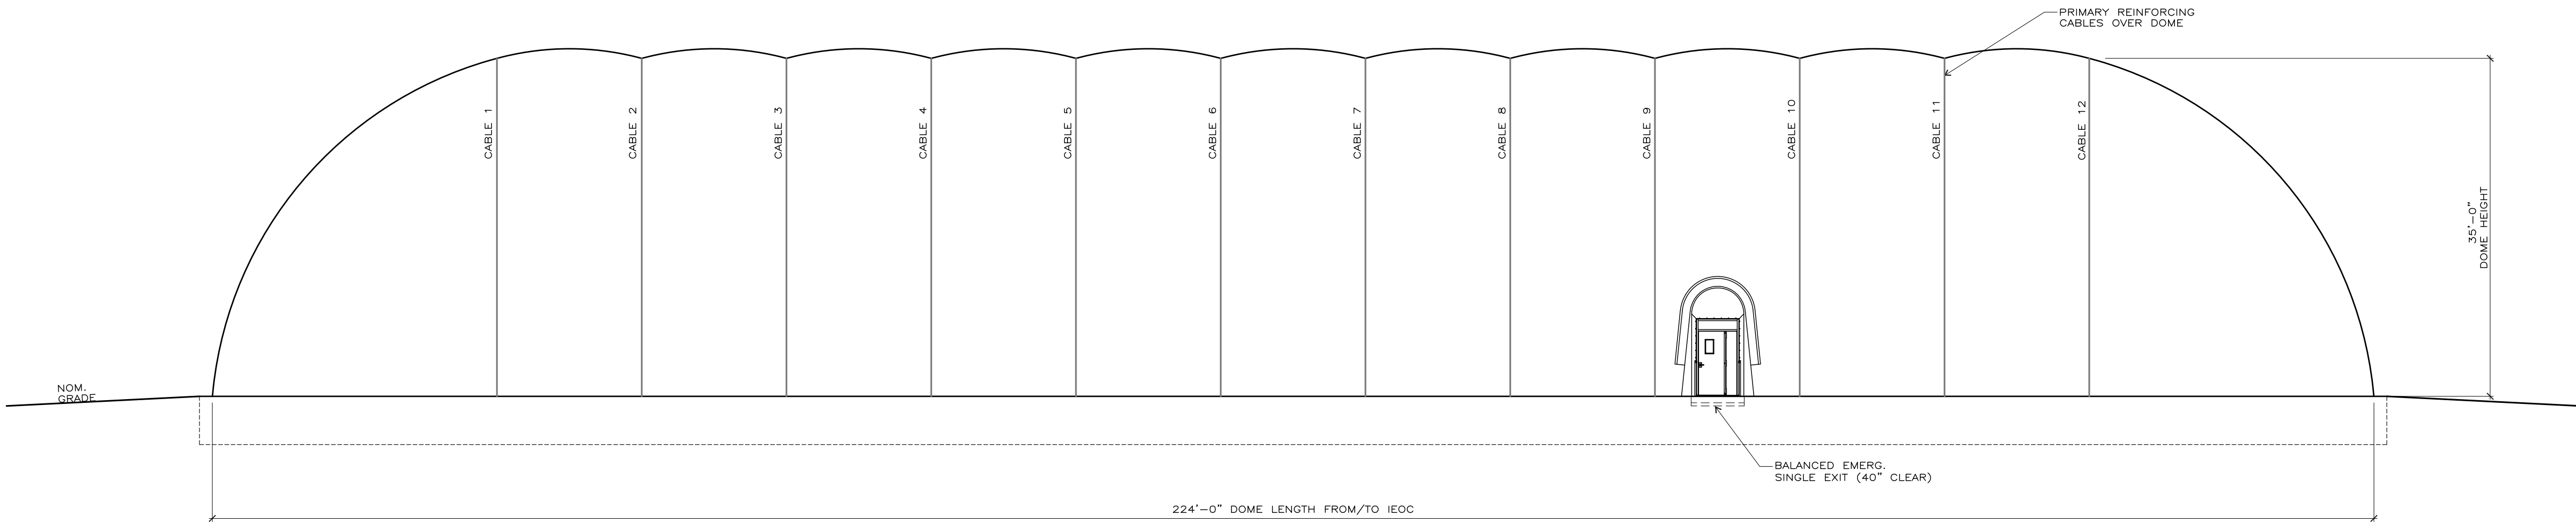 PRIMARY REINFORCING
CABLES OVER DOME
CABLE 1
CABLE 2
CABLE 3
CABLE 4
CABLE 5
CABLE 6
CABLE 7
CABLE 8
CABLE 9
CABLE 10
CABLE 11
CABLE 12
35'-0"
DOME HEIGHT
NOM.
GRADE
BALANCED EMERG.
SINGLE EXIT (40" CLEAR)
224'-0" DOME LENGTH FROM/TO IEOC